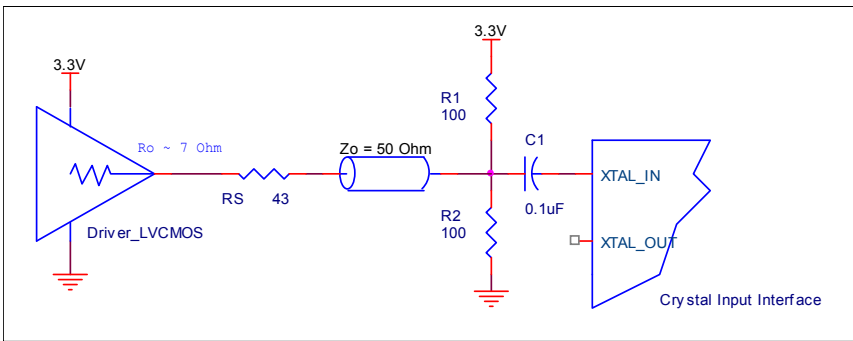 3.3V
3.3V
R1
100
C1
Ro ~ 7 Ohm
Zo = 50 Ohm
XTAL_IN
RS 43
R2
100
0.1uF
XTAL_OUT
Driver_LVCMOS
Crystal Input Interface